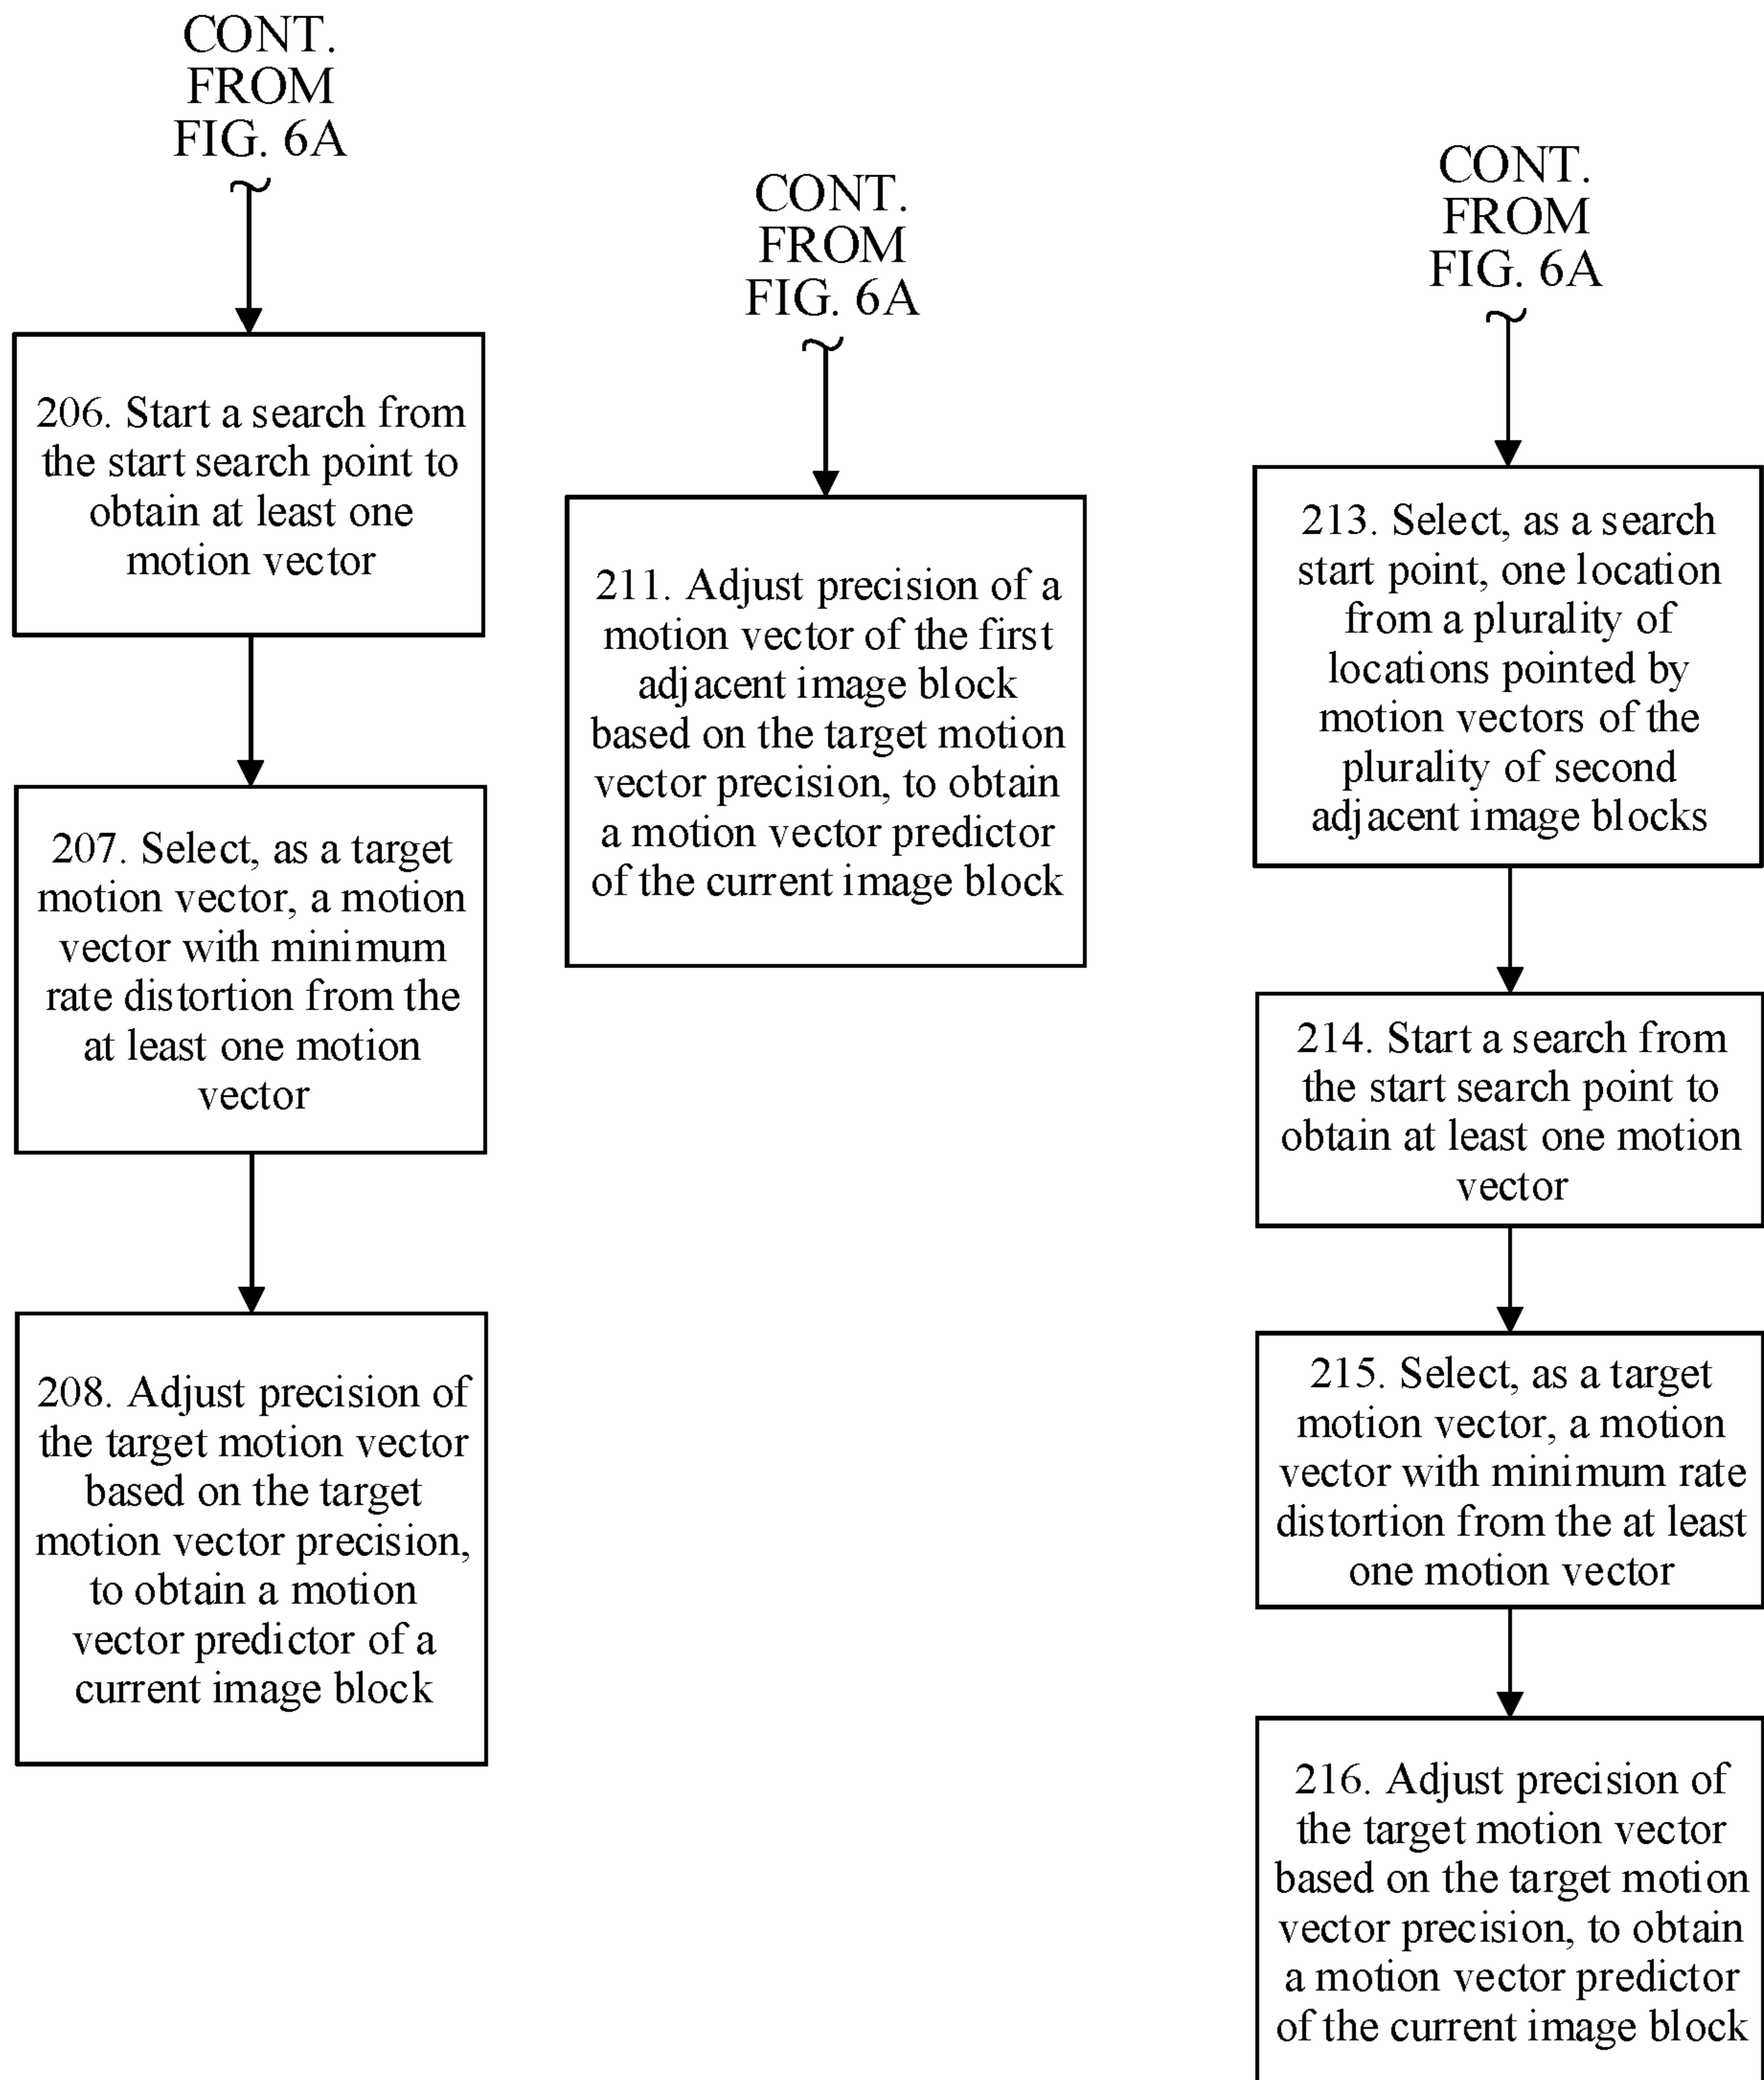 CONT.
FROM
FIG. 6A
206. Start a search from
the start search point to
obtain at least one
motion vector
207. Select, as a target
motion vector, a motion
vector with minimum
rate distortion from the
at least one motion
vector
208. Adjust precision of
the target motion vector
based on the target
motion vector precision,
to obtain a motion
vector predictor of a
current image block
CONT.
FROM
FIG. 6A
211. Adjust precision of a
motion vector of the first
adjacent image block
based on the target motion
vector precision, to obtain
a motion vector predictor
of the current image block
CONT.
FROM
FIG. 6A
213. Select, as a search
start point, one location
from a plurality of
locations pointed by
motion vectors of the
plurality of second
adjacent image blocks
214. Start a search from
the start search point to
obtain at least one motion
vector
215. Select, as a target
motion vector, a motion
vector with minimum rate
distortion from the at least
one motion vector
216. Adjust precision of
the target motion vector
based on the target motion
vector precision, to obtain
a motion vector predictor
of the current image block